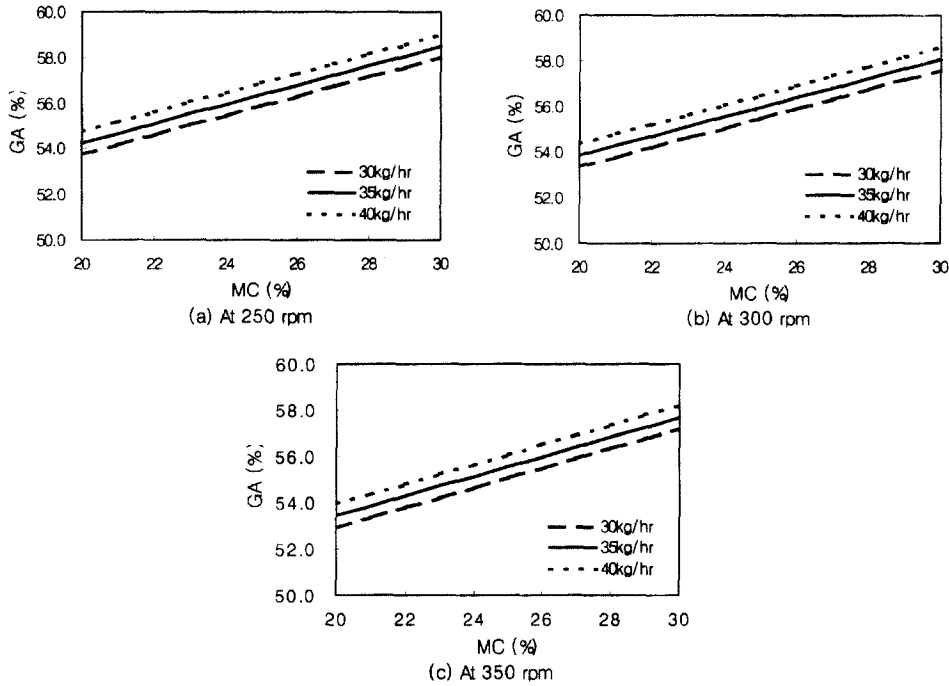 60.0
58.0
56.0
54.0
52.0
50.0
GA (%)
30kg/hr
35kg/hr
40kg/hr
20 22 24 26 28 30
MC (%)
(a) At 250 rpm
60.0
58.0
56.0
54.0
52.0
50.0
GA (%)
30kg/hr
35kg/hr
40kg/hr
20 22 24 26 28 30
MC (%)
(b) At 300 rpm
60.0
58.0
56.0
54.0
52.0
50.0
GA (%)
30kg/hr
35kg/hr
40kg/hr
20 22 24 26 28 30
MC (%)
(c) At 350 rpm